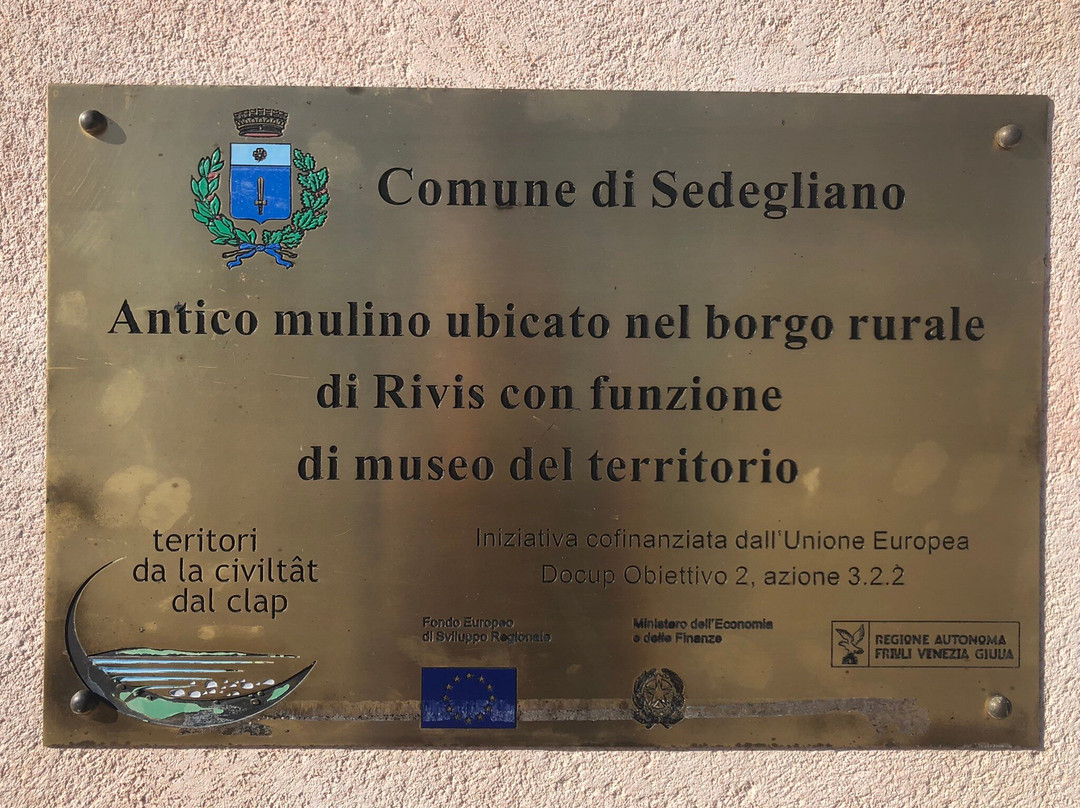 Comune di Sedegliano
Antico mulino ubicato nel borgo rurale
di Rivis con funzione
di museo del territorio
teritori
da la civiltât
dal clap
Iniziativa cofinanziata dall'Unione Europea
Docup Obiettivo 2, azione 3.2.2
Fondo Europeo
di Sviluppo Regionale
Ministero dell'Economia
e delle Finanze
REGIONE AUTONOMA
FRIULI VENEZIA GIULIA